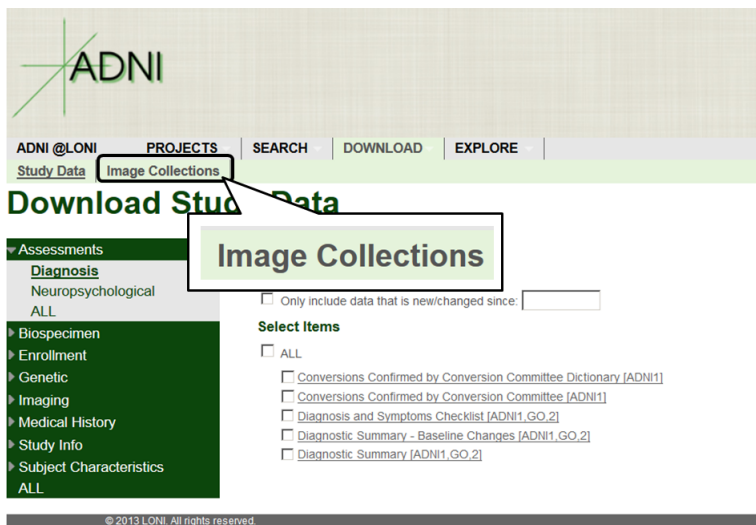 ADNI
ADNI @LONI PROJECTS SEARCH DOWNLOAD EXPLORE
Study Data Image Collections
Download Study Data
Image Collections
Assessments
Diagnosis
Neuropsychological
ALL
Biospecimen
Enrollment
Genetic
Imaging
Medical History
Study Info
Subject Characteristics
ALL
Only include data that is new/changed since:
Select Items
ALL
Conversions Confirmed by Conversion Committee Dictionary [ADNI1]
Conversions Confirmed by Conversion Committee [ADNI1]
Diagnosis and Symptoms Checklist [ADNI1,GO,2]
Diagnostic Summary - Baseline Changes [ADNI1,GO,2]
Diagnostic Summary [ADNI1,GO,2]
© 2013 LONI. All rights reserved.